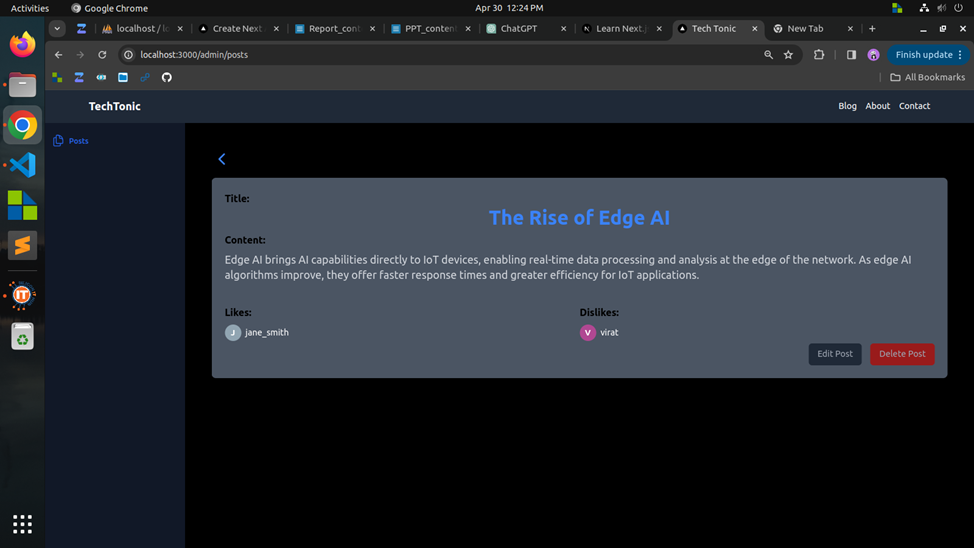 Activities
Google Chrome
Apr 30 12:24 PM
localhost / lo
Create Next
Report_cont
PPT_content
ChatGPT
Learn Next.j
Tech Tonic
New Tab
localhost:3000/admin/posts
Finish update
All Bookmarks
TechTonic
Blog
About
Contact
Posts
Title:
The Rise of Edge AI
Content:
Edge AI brings AI capabilities directly to IoT devices, enabling real-time data processing and analysis at the edge of the network. As edge AI
algorithms improve, they offer faster response times and greater efficiency for IoT applications.
Likes:
Dislikes:
J jane_smith
V virat
Edit Post
Delete Post